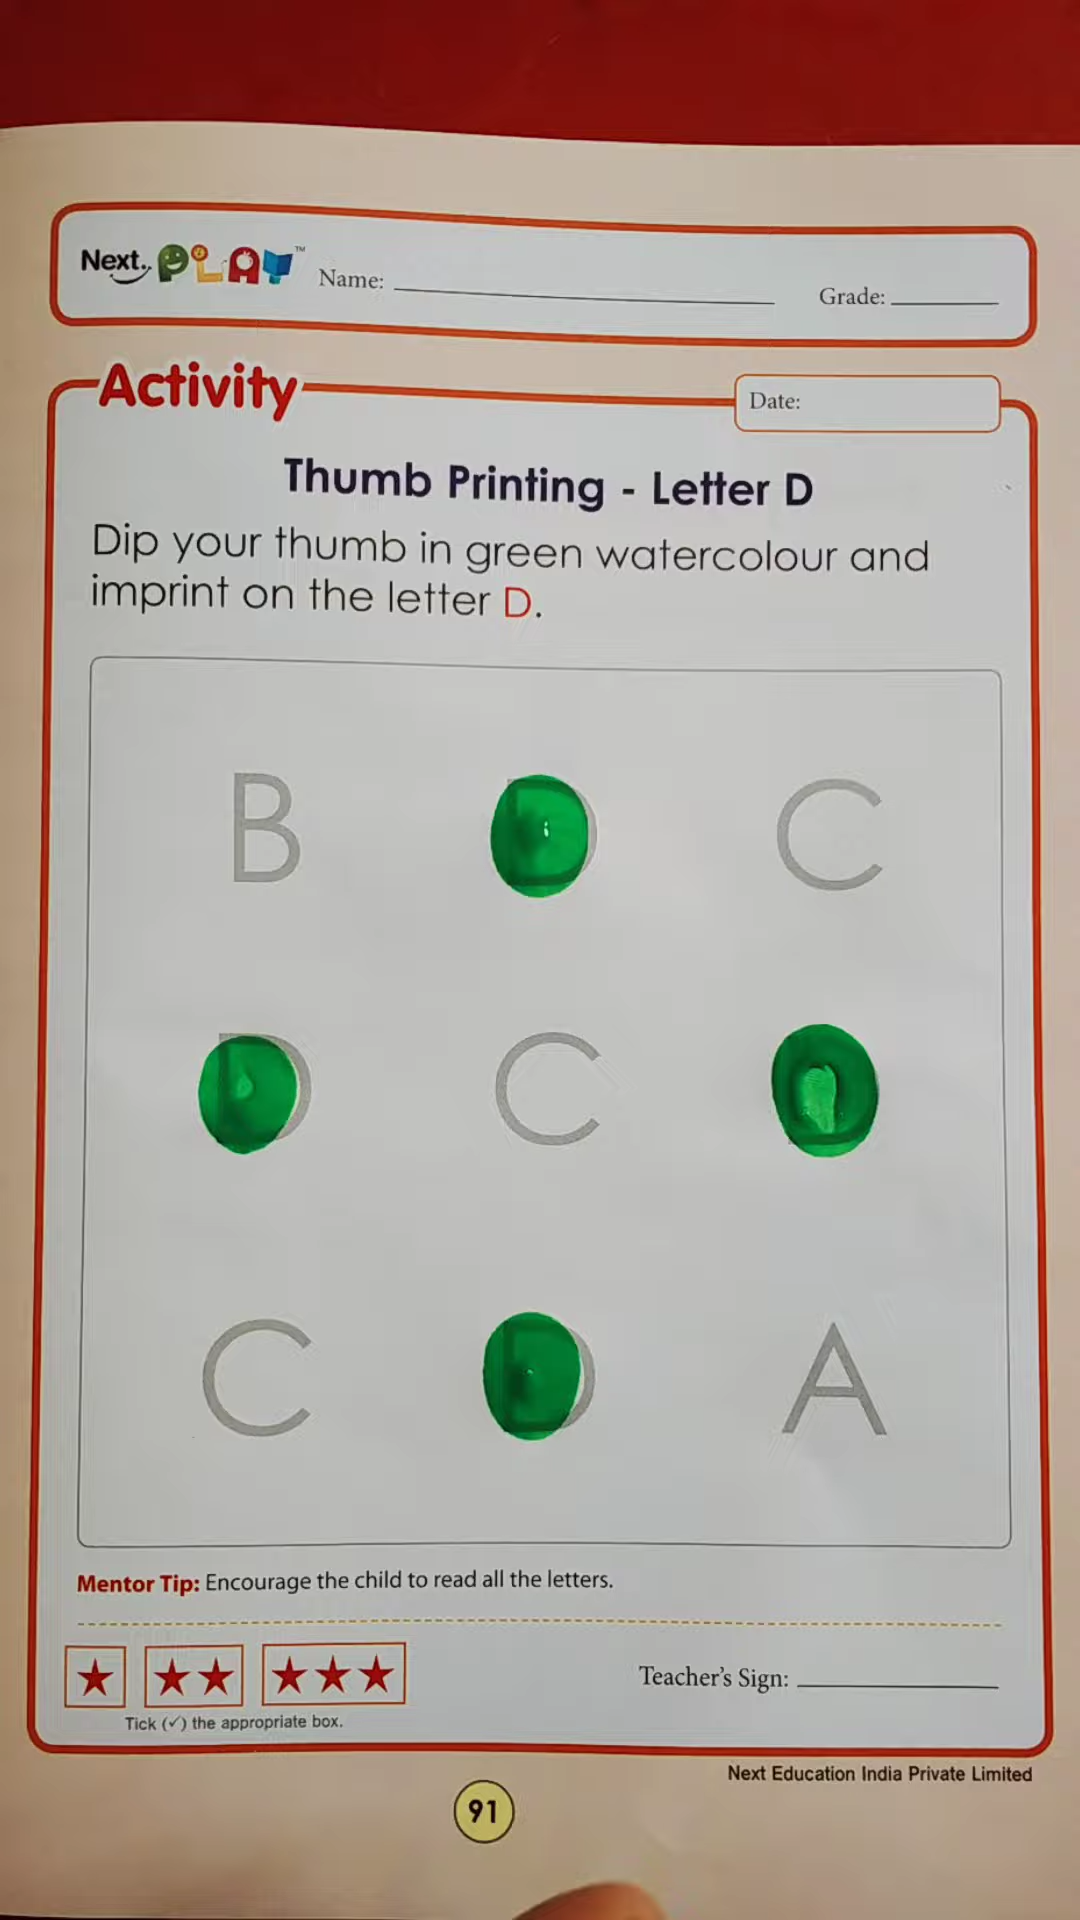 Next.. PLAY™ Name: Grade:
Activity
Date:
Thumb Printing - Letter D
Dip your thumb in green watercolour and
imprint on the letter D.
B D C
D C D
C D A
Mentor Tip: Encourage the child to read all the letters.
Teacher's Sign:
Tick (✓) the appropriate box.
Next Education India Private Limited
91